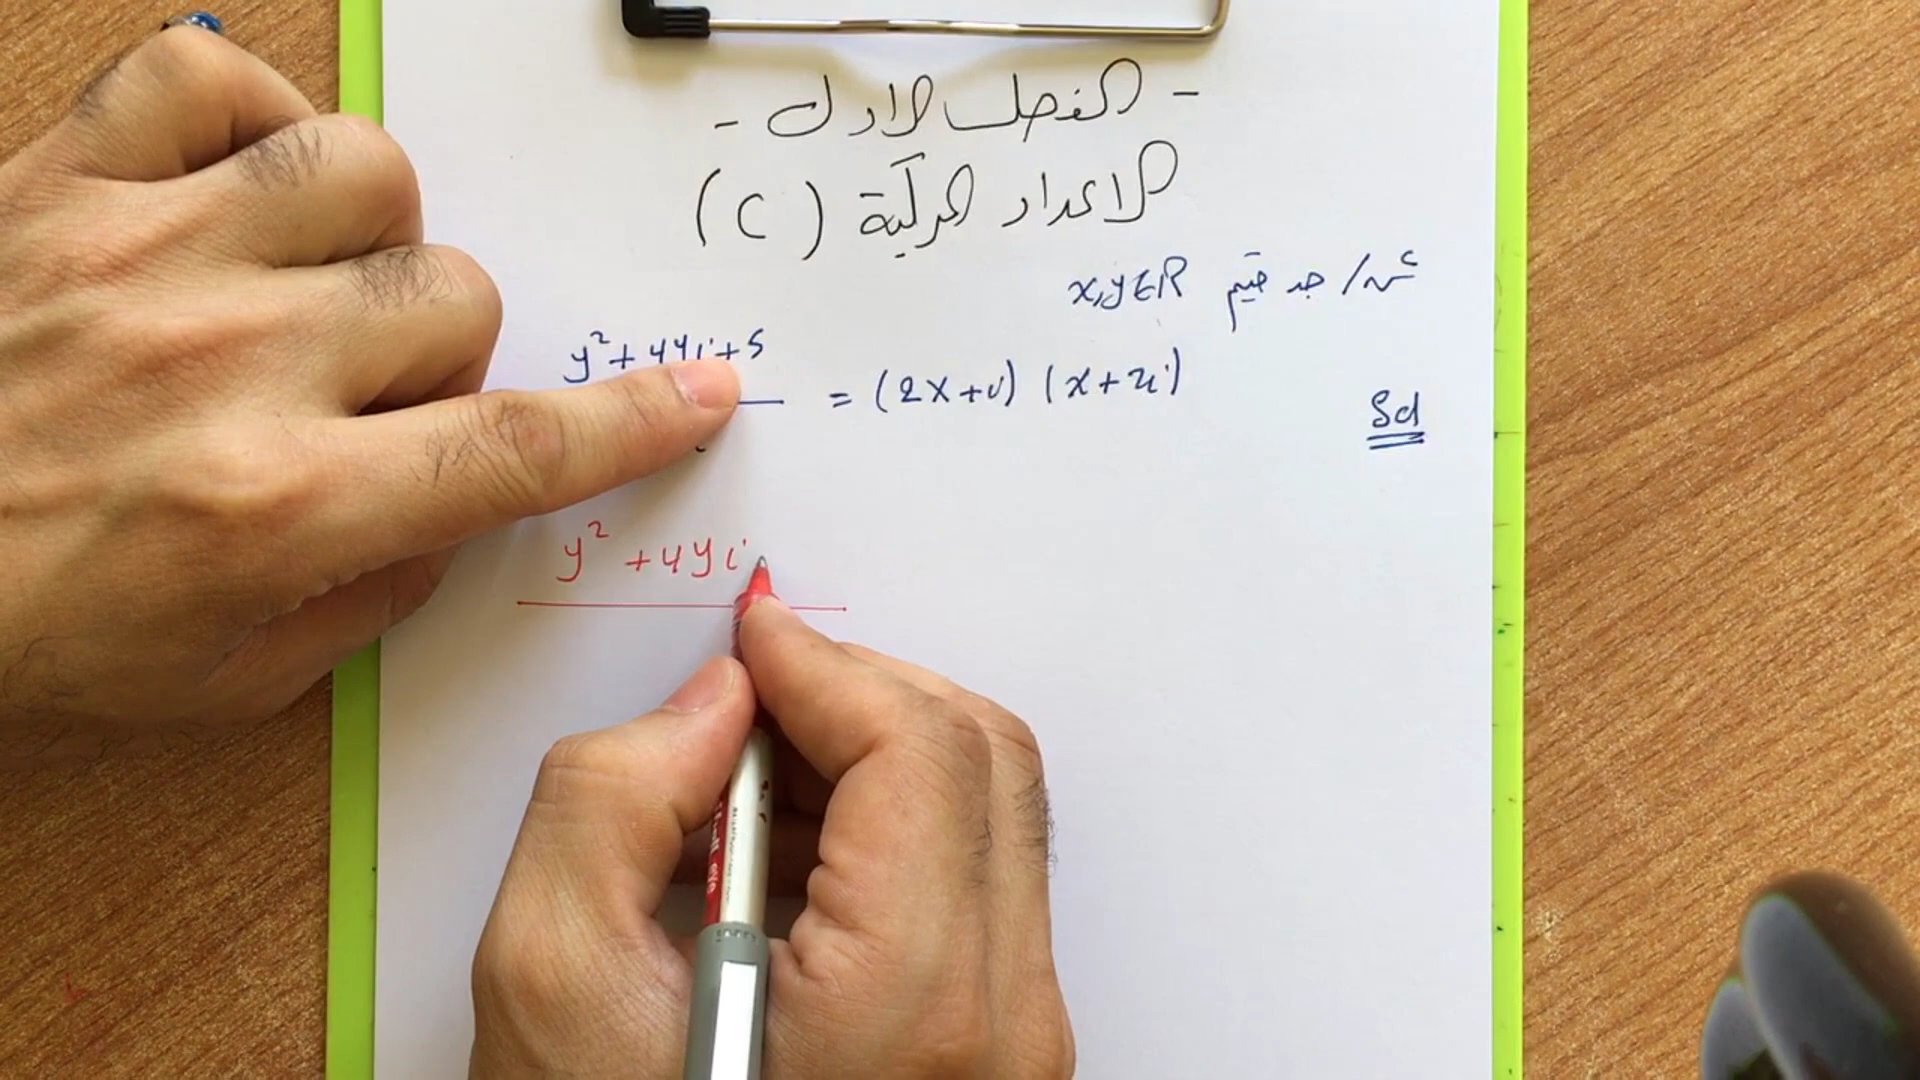 - الفصل الاول -
الاعداد المركبة (C)
س/ جد قيم x,y∈R
y² + 4yi + 5 = (2x+i) (x+2i)
Sol
y² + 4yi